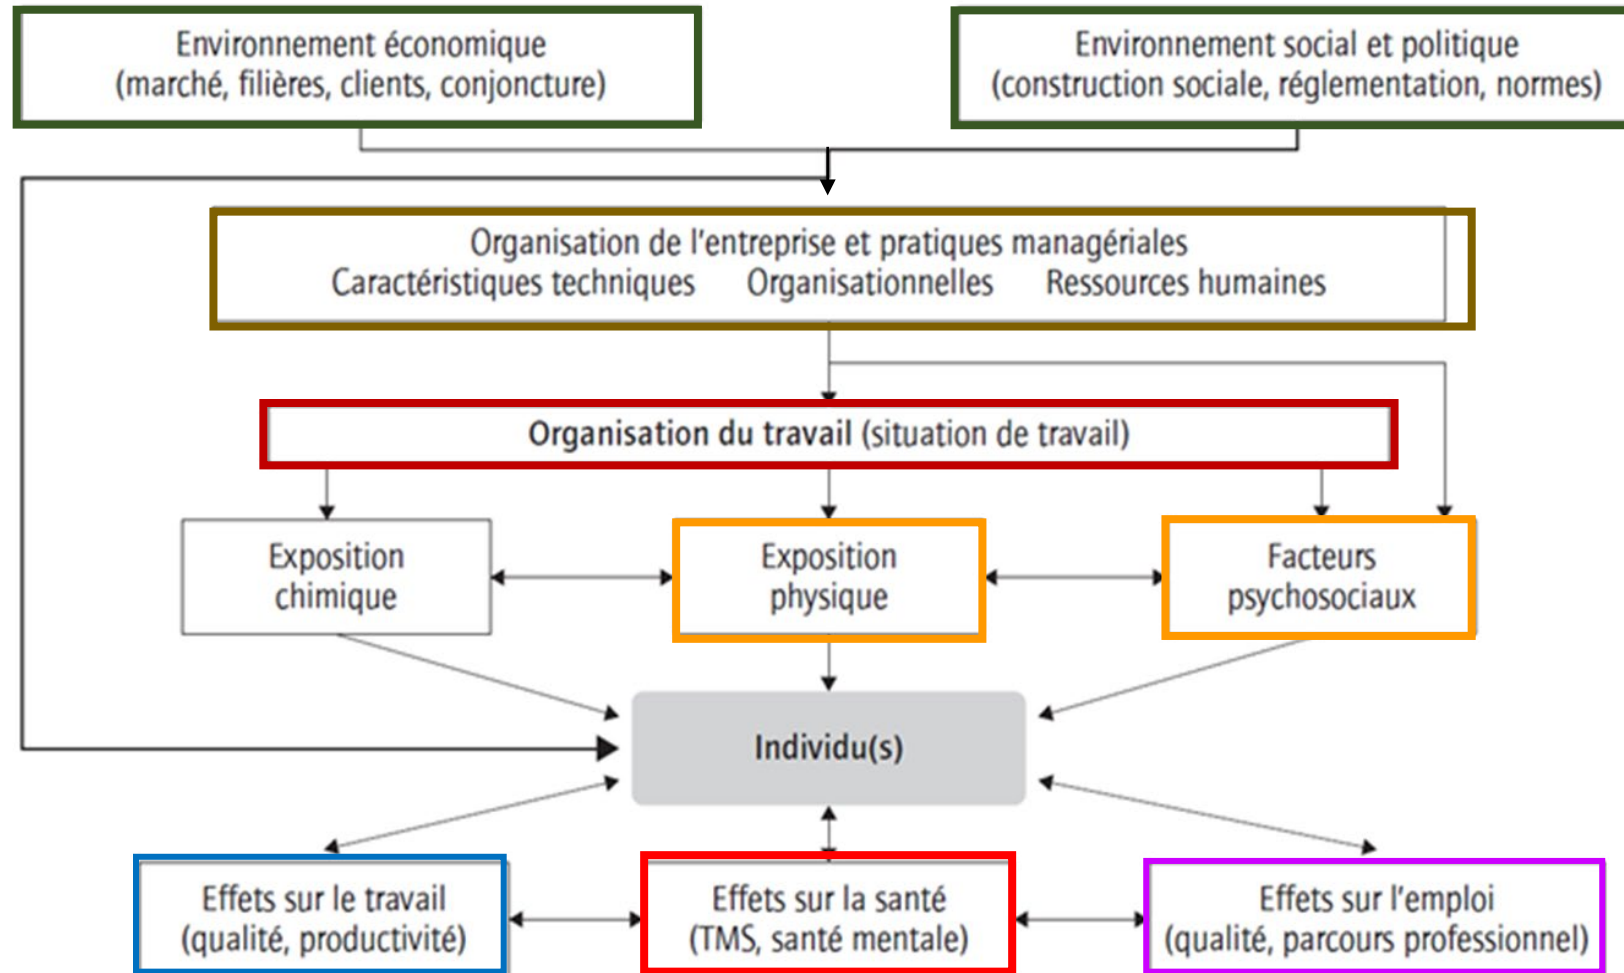 Environnement économique
(marché, filières, clients, conjoncture)
Environnement social et politique
(construction sociale, réglementation, normes)
Organisation de l'entreprise et pratiques managériales
Caractéristiques techniques Organisationnelles Ressources humaines
Organisation du travail (situation de travail)
Exposition
chimique
Exposition
physique
Facteurs
psychosociaux
Individu(s)
Effets sur le travail
(qualité, productivité)
Effets sur la santé
(TMS, santé mentale)
Effets sur l'emploi
(qualité, parcours professionnel)